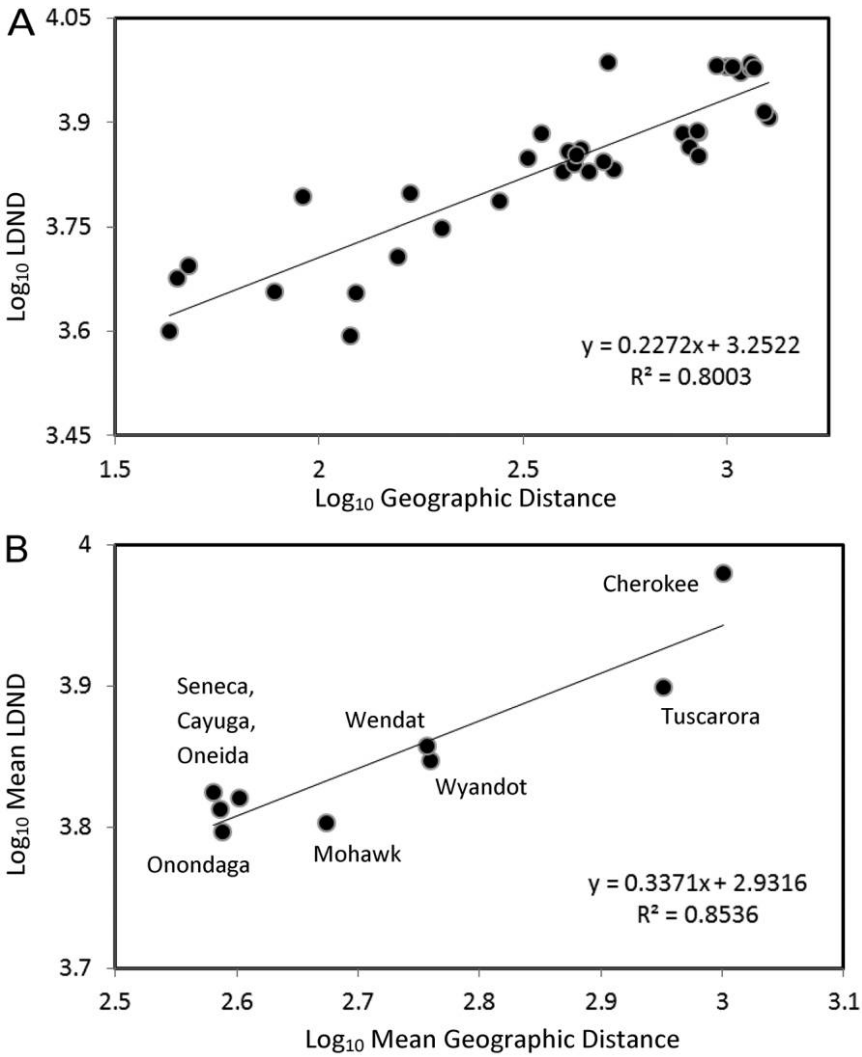 A
4.05
3.9
3.75
3.6
3.45
Log₁₀ LDND
y = 0.2272x + 3.2522
R² = 0.8003
1.5 2 2.5 3
Log₁₀ Geographic Distance
B
4
3.9
3.8
3.7
Log₁₀ Mean LDND
Cherokee
Seneca,
Cayuga,
Oneida
Wendat
Tuscarora
Wyandot
Onondaga
Mohawk
y = 0.3371x + 2.9316
R² = 0.8536
2.5 2.6 2.7 2.8 2.9 3 3.1
Log₁₀ Mean Geographic Distance